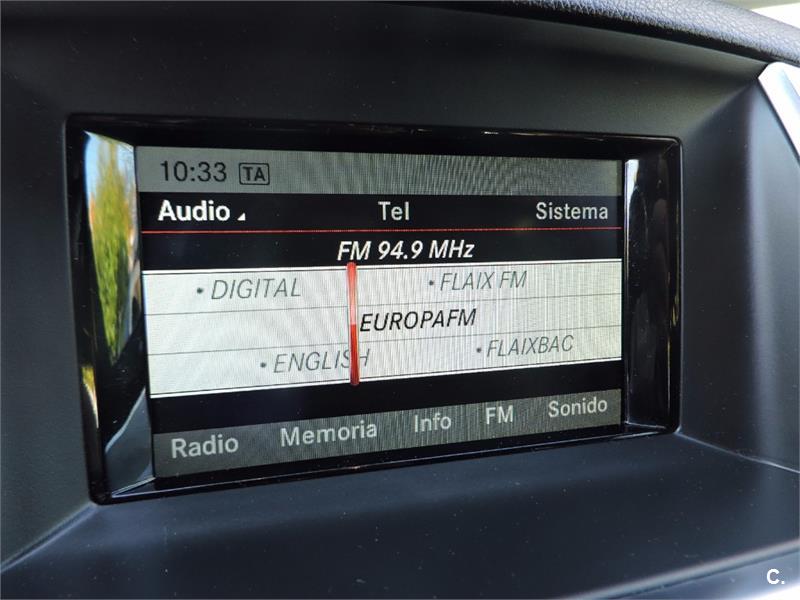 10:33 TA
Audio Tel Sistema
FM 94.9 MHz
• DIGITAL • FLAIX FM
EUROPAFM
• ENGLISH • FLAIXBAC
Radio Memoria Info FM Sonido
C.